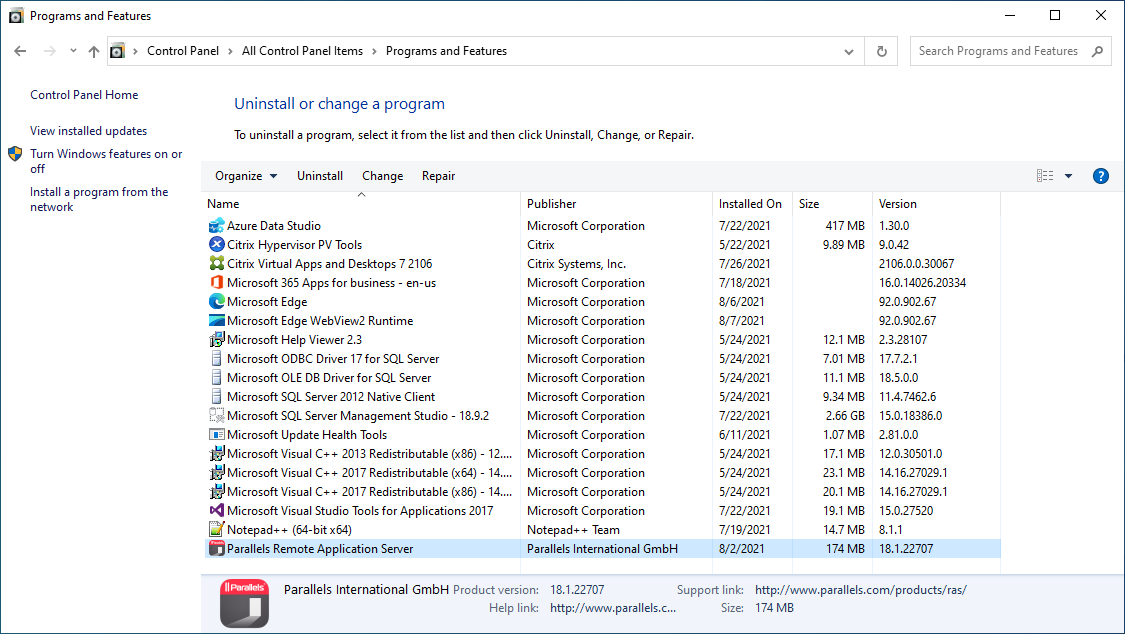 Programs and Features
Control Panel > All Control Panel Items > Programs and Features
Search Programs and Features
Control Panel Home
View installed updates
Turn Windows features on or
off
Install a program from the
network
Uninstall or change a program
To uninstall a program, select it from the list and then click Uninstall, Change, or Repair.
Organize Uninstall Change Repair ?
Name Publisher Installed On Size Version
Azure Data Studio Microsoft Corporation 7/22/2021 417 MB 1.30.0
Citrix Hypervisor PV Tools Citrix 5/22/2021 9.89 MB 9.0.42
Citrix Virtual Apps and Desktops 7 2106 Citrix Systems, Inc. 7/26/2021 2106.0.0.30067
Microsoft 365 Apps for business - en-us Microsoft Corporation 7/18/2021 16.0.14026.20334
Microsoft Edge Microsoft Corporation 8/6/2021 92.0.902.67
Microsoft Edge WebView2 Runtime Microsoft Corporation 8/7/2021 92.0.902.67
Microsoft Help Viewer 2.3 Microsoft Corporation 5/24/2021 12.1 MB 2.3.28107
Microsoft ODBC Driver 17 for SQL Server Microsoft Corporation 5/24/2021 7.01 MB 17.7.2.1
Microsoft OLE DB Driver for SQL Server Microsoft Corporation 5/24/2021 11.1 MB 18.5.0.0
Microsoft SQL Server 2012 Native Client Microsoft Corporation 5/24/2021 9.34 MB 11.4.7462.6
Microsoft SQL Server Management Studio - 18.9.2 Microsoft Corporation 7/22/2021 2.66 GB 15.0.18386.0
Microsoft Update Health Tools Microsoft Corporation 6/11/2021 1.07 MB 2.81.0.0
Microsoft Visual C++ 2013 Redistributable (x86) - 12.... Microsoft Corporation 5/24/2021 17.1 MB 12.0.30501.0
Microsoft Visual C++ 2017 Redistributable (x64) - 14.... Microsoft Corporation 5/24/2021 23.1 MB 14.16.27029.1
Microsoft Visual C++ 2017 Redistributable (x86) - 14.... Microsoft Corporation 5/24/2021 20.1 MB 14.16.27029.1
Microsoft Visual Studio Tools for Applications 2017 Microsoft Corporation 7/22/2021 19.1 MB 15.0.27520
Notepad++ (64-bit x64) Notepad++ Team 7/19/2021 14.7 MB 8.1.1
Parallels Remote Application Server Parallels International GmbH 8/2/2021 174 MB 18.1.22707
Parallels
Parallels International GmbH Product version: 18.1.22707 Support link: http://www.parallels.com/products/ras/
Help link: http://www.parallels.c... Size: 174 MB